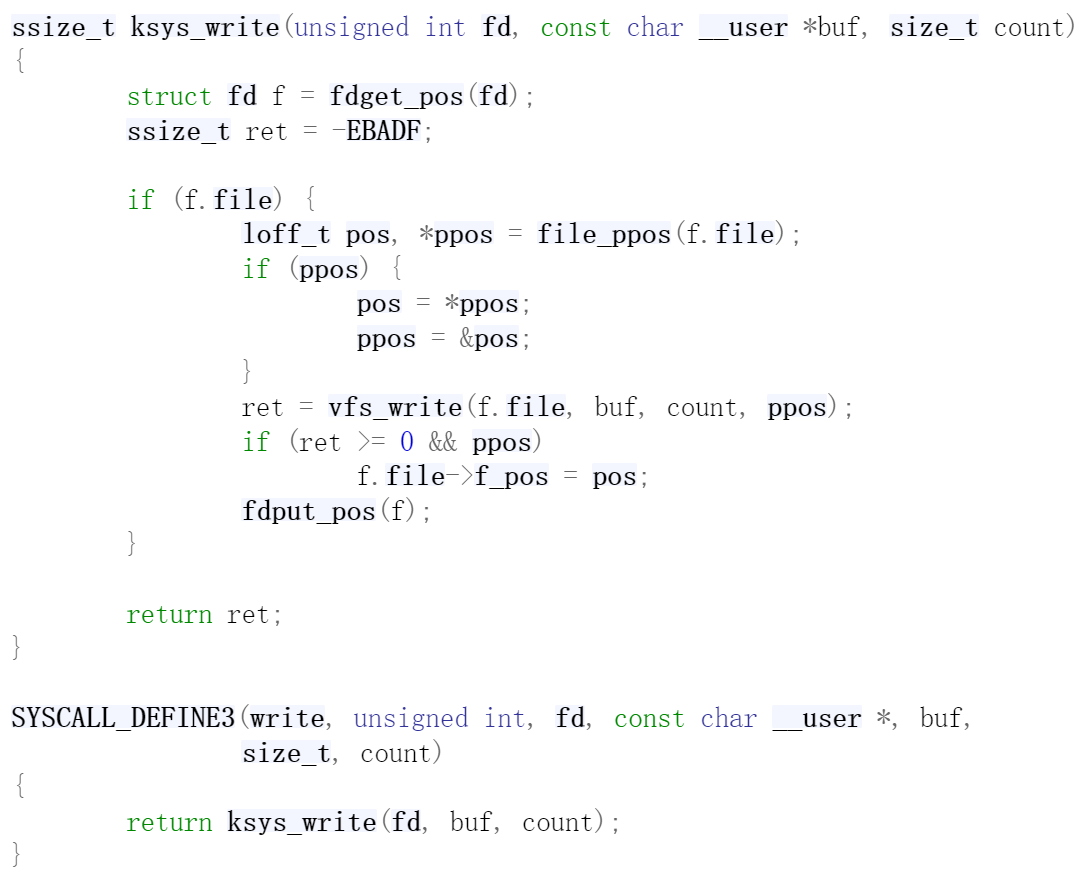 ssize_t ksys_write(unsigned int fd, const char __user *buf, size_t count)
{
        struct fd f = fdget_pos(fd);
        ssize_t ret = -EBADF;

        if (f.file) {
                loff_t pos, *ppos = file_ppos(f.file);
                if (ppos) {
                        pos = *ppos;
                        ppos = &pos;
                }
                ret = vfs_write(f.file, buf, count, ppos);
                if (ret >= 0 && ppos)
                        f.file->f_pos = pos;
                fdput_pos(f);
        }

        return ret;
}

SYSCALL_DEFINE3(write, unsigned int, fd, const char __user *, buf,
                size_t, count)
{
        return ksys_write(fd, buf, count);
}